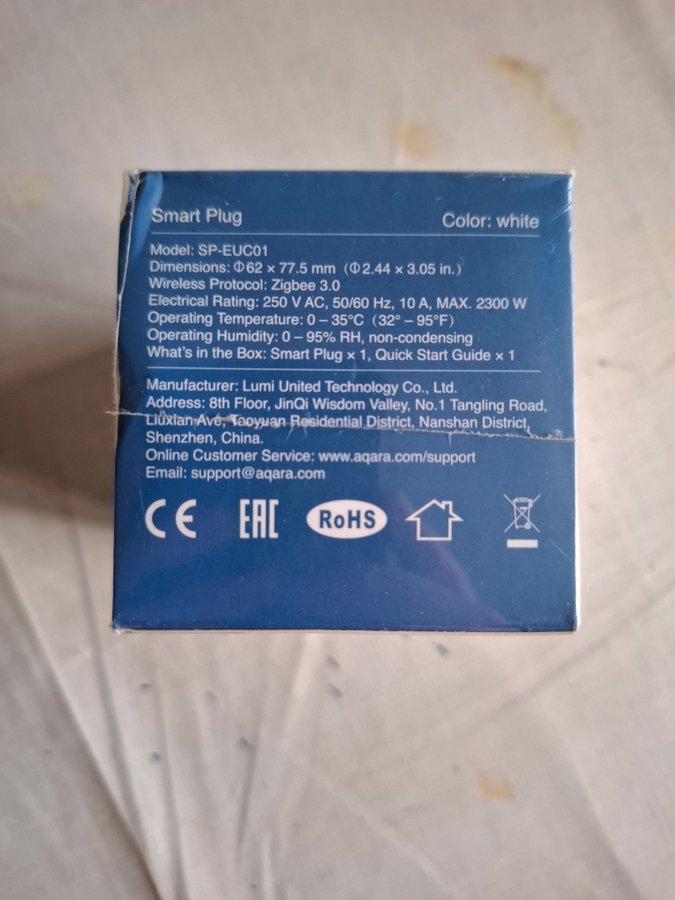 Smart Plug
Color: white
Model: SP-EUC01
Dimensions: Φ62 × 77.5 mm (Φ2.44 × 3.05 in.)
Wireless Protocol: Zigbee 3.0
Electrical Rating: 250 V AC, 50/60 Hz, 10 A, MAX. 2300 W
Operating Temperature: 0 – 35°C (32° – 95°F)
Operating Humidity: 0 – 95% RH, non-condensing
What's in the Box: Smart Plug × 1, Quick Start Guide × 1
Manufacturer: Lumi United Technology Co., Ltd.
Address: 8th Floor, JinQi Wisdom Valley, No.1 Tangling Road,
Liuxian Ave, Taoyuan Residential District, Nanshan District,
Shenzhen, China.
Online Customer Service: www.aqara.com/support
Email: support@aqara.com
CE EAC RoHS